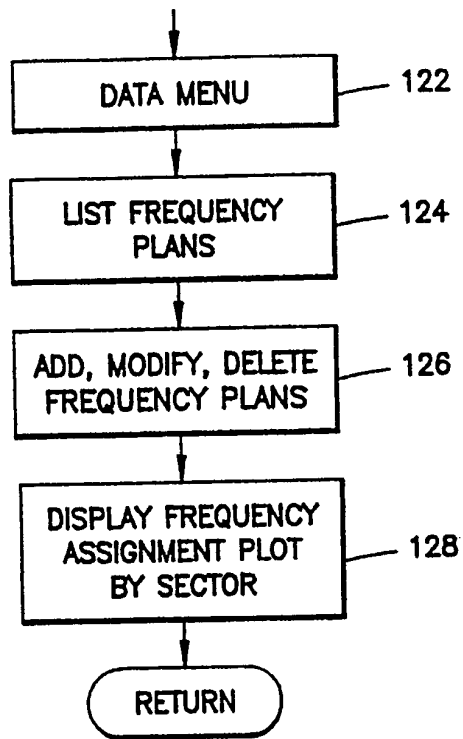 DATA MENU
122
LIST FREQUENCY
PLANS
124
ADD, MODIFY, DELETE
FREQUENCY PLANS
126
DISPLAY FREQUENCY
ASSIGNMENT PLOT
BY SECTOR
128
RETURN